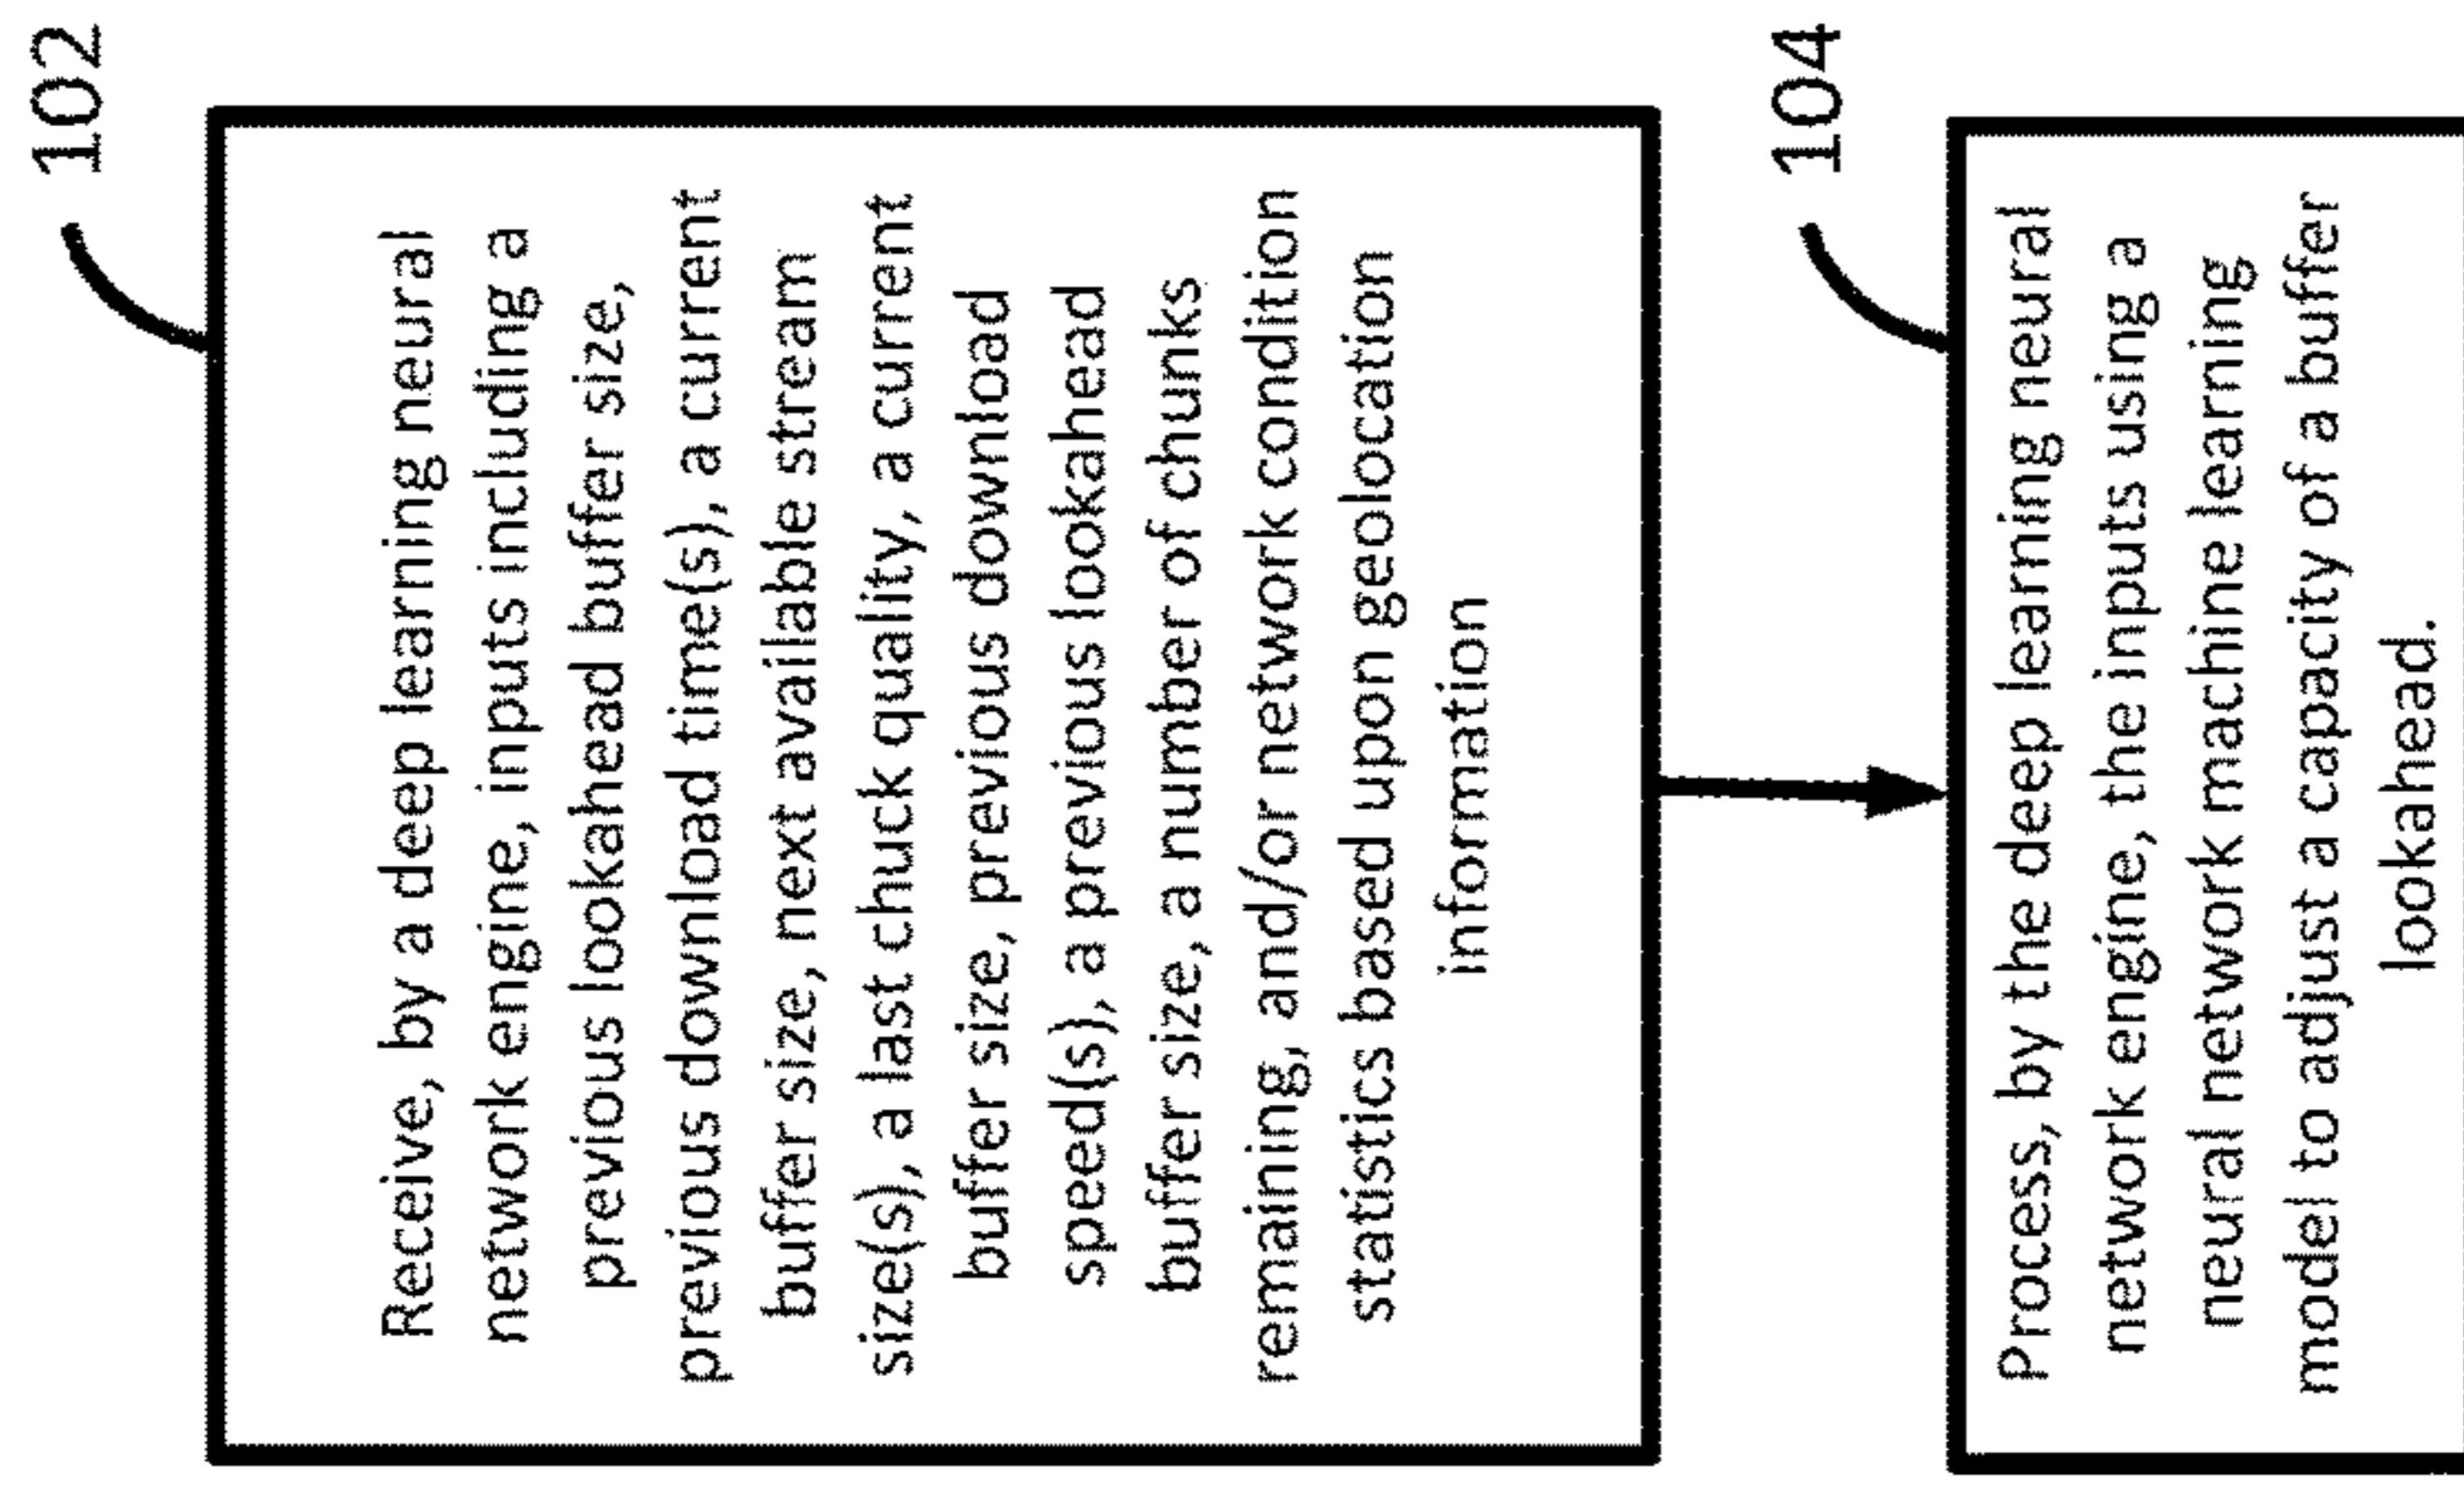 102
Receive, by a deep learning neural
network engine, inputs including a
previous lookahead buffer size,
previous download time(s), a current
buffer size, next available stream
size(s), a last chuck quality, a current
buffer size, previous download
speed(s), a previous lookahead
buffer size, a number of chunks
remaining, and/or network condition
statistics based upon geolocation
information
104
Process, by the deep learning neural
network engine, the inputs using a
neural network machine learning
model to adjust a capacity of a buffer
lookahead.